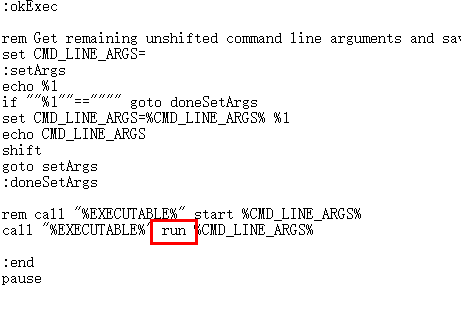 :okExec
rem Get remaining unshifted command line arguments and sav
set CMD_LINE_ARGS=
:setArgs
echo %1
if ""%1""=="""" goto doneSetArgs
set CMD_LINE_ARGS=%CMD_LINE_ARGS% %1
echo CMD_LINE_ARGS
shift
goto setArgs
:doneSetArgs
rem call "%EXECUTABLE%" start %CMD_LINE_ARGS%
call "%EXECUTABLE%" run %CMD_LINE_ARGS%
:end
pause